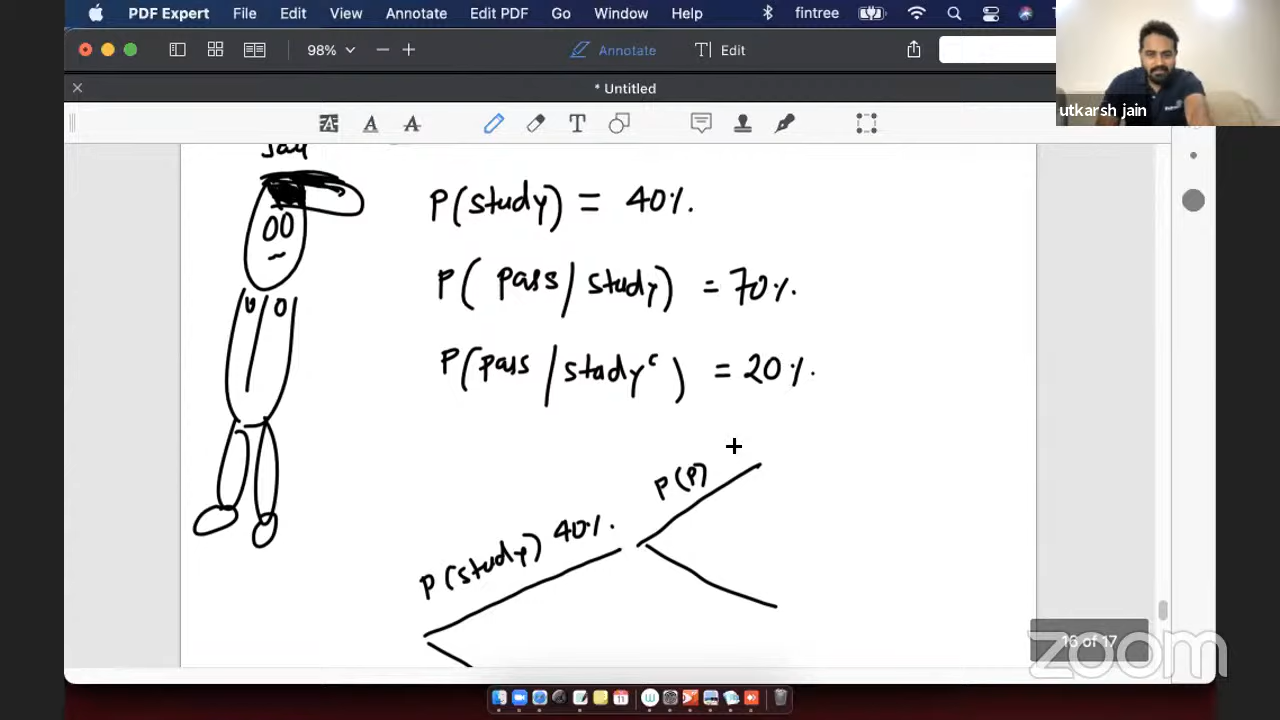 PDF Expert File Edit View Annotate Edit PDF Go Window Help fintree
98% Annotate T| Edit
* Untitled
utkarsh jain
A A A T
P(study) = 40%.
P( pass/study) = 70%.
P(pass/studyᶜ) = 20%.
P(P)
P(study) 40%.
16 of 17
zoom